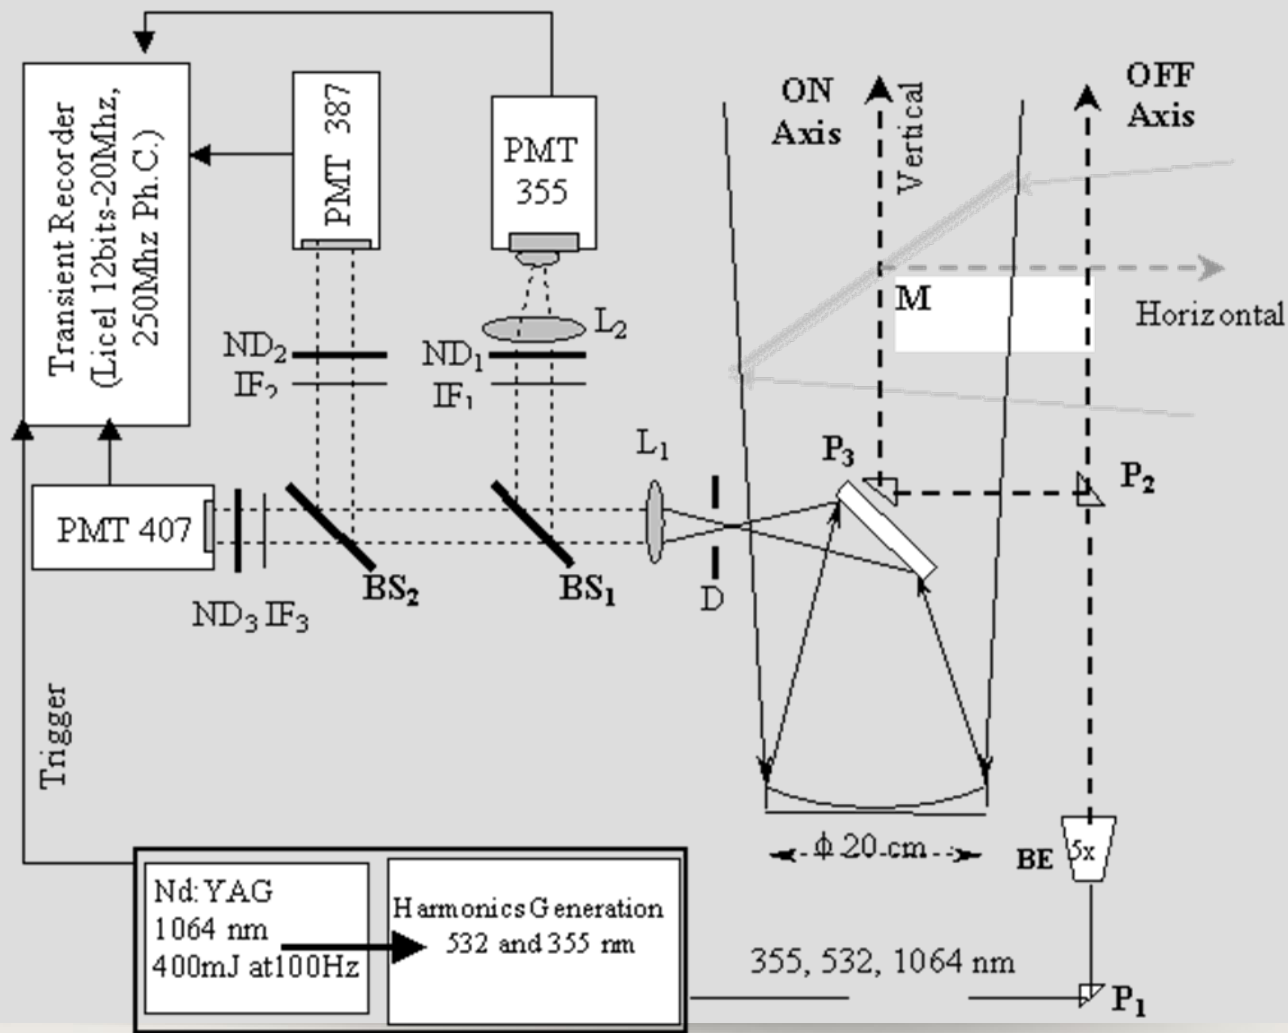 Transient Recorder
(Licel 12bits-20Mhz,
250Mhz Ph.C.)
PMT 387
PMT
355
ON
Axis
Vertical
OFF
Axis
M
Horizontal
L2
ND2
IF2
ND1
IF1
L1
P3
P2
PMT 407
ND3 IF3
BS2
BS1
D
Trigger
ϕ 20 cm
BE
5x
Nd:YAG
1064 nm
400mJ at100Hz
Harmonics Generation
532 and 355 nm
355, 532, 1064 nm
P1